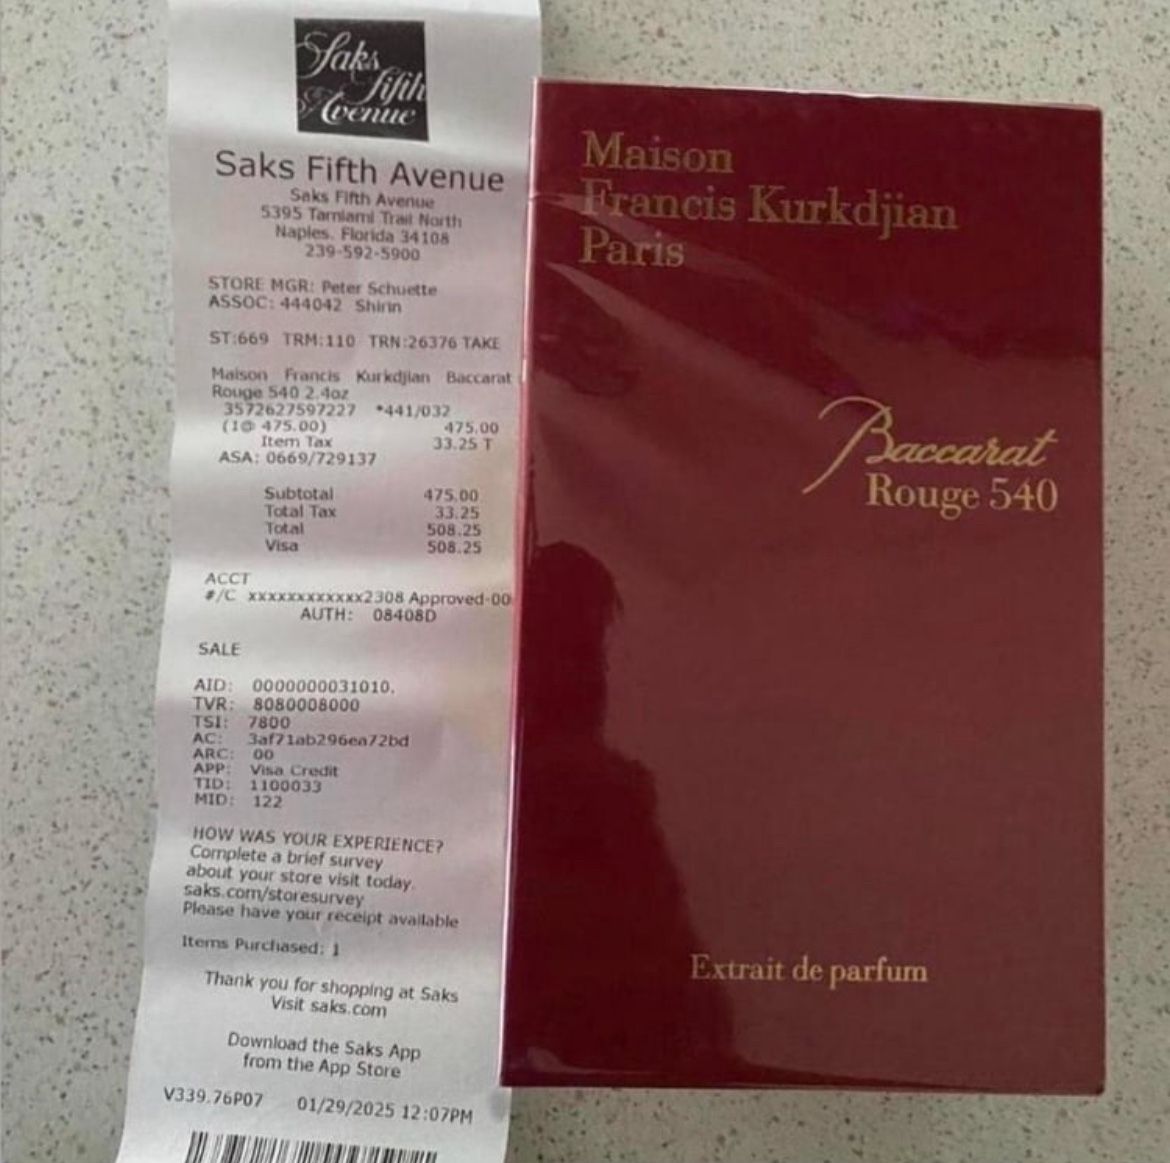 Saks
fifth
Avenue
Saks Fifth Avenue
Saks Fifth Avenue
5395 Tamiami Trail North
Naples. Florida 34108
239-592-5900
STORE MGR: Peter Schuette
ASSOC: 444042 Shirin
ST:669 TRM:110 TRN:26376 TAKE
Maison Francis Kurkdjian Baccarat
Rouge 540 2.4oz
3572627597227 *441/032
(1@ 475.00) 475.00
Item Tax 33.25 T
ASA: 0669/729137
Subtotal 475.00
Total Tax 33.25
Total 508.25
Visa 508.25
ACCT
#/C xxxxxxxxxxxx2308 Approved-00
AUTH: 08408D
SALE
AID: 0000000031010.
TVR: 8080008000
TSI: 7800
AC: 3af71ab296ea72bd
ARC: 00
APP: Visa Credit
TID: 1100033
MID: 122
HOW WAS YOUR EXPERIENCE?
Complete a brief survey
about your store visit today.
saks.com/storesurvey
Please have your receipt available
Items Purchased: 1
Thank you for shopping at Saks
Visit saks.com
Download the Saks App
from the App Store
V339.76P07 01/29/2025 12:07PM
Maison
Francis Kurkdjian
Paris
Baccarat
Rouge 540
Extrait de parfum